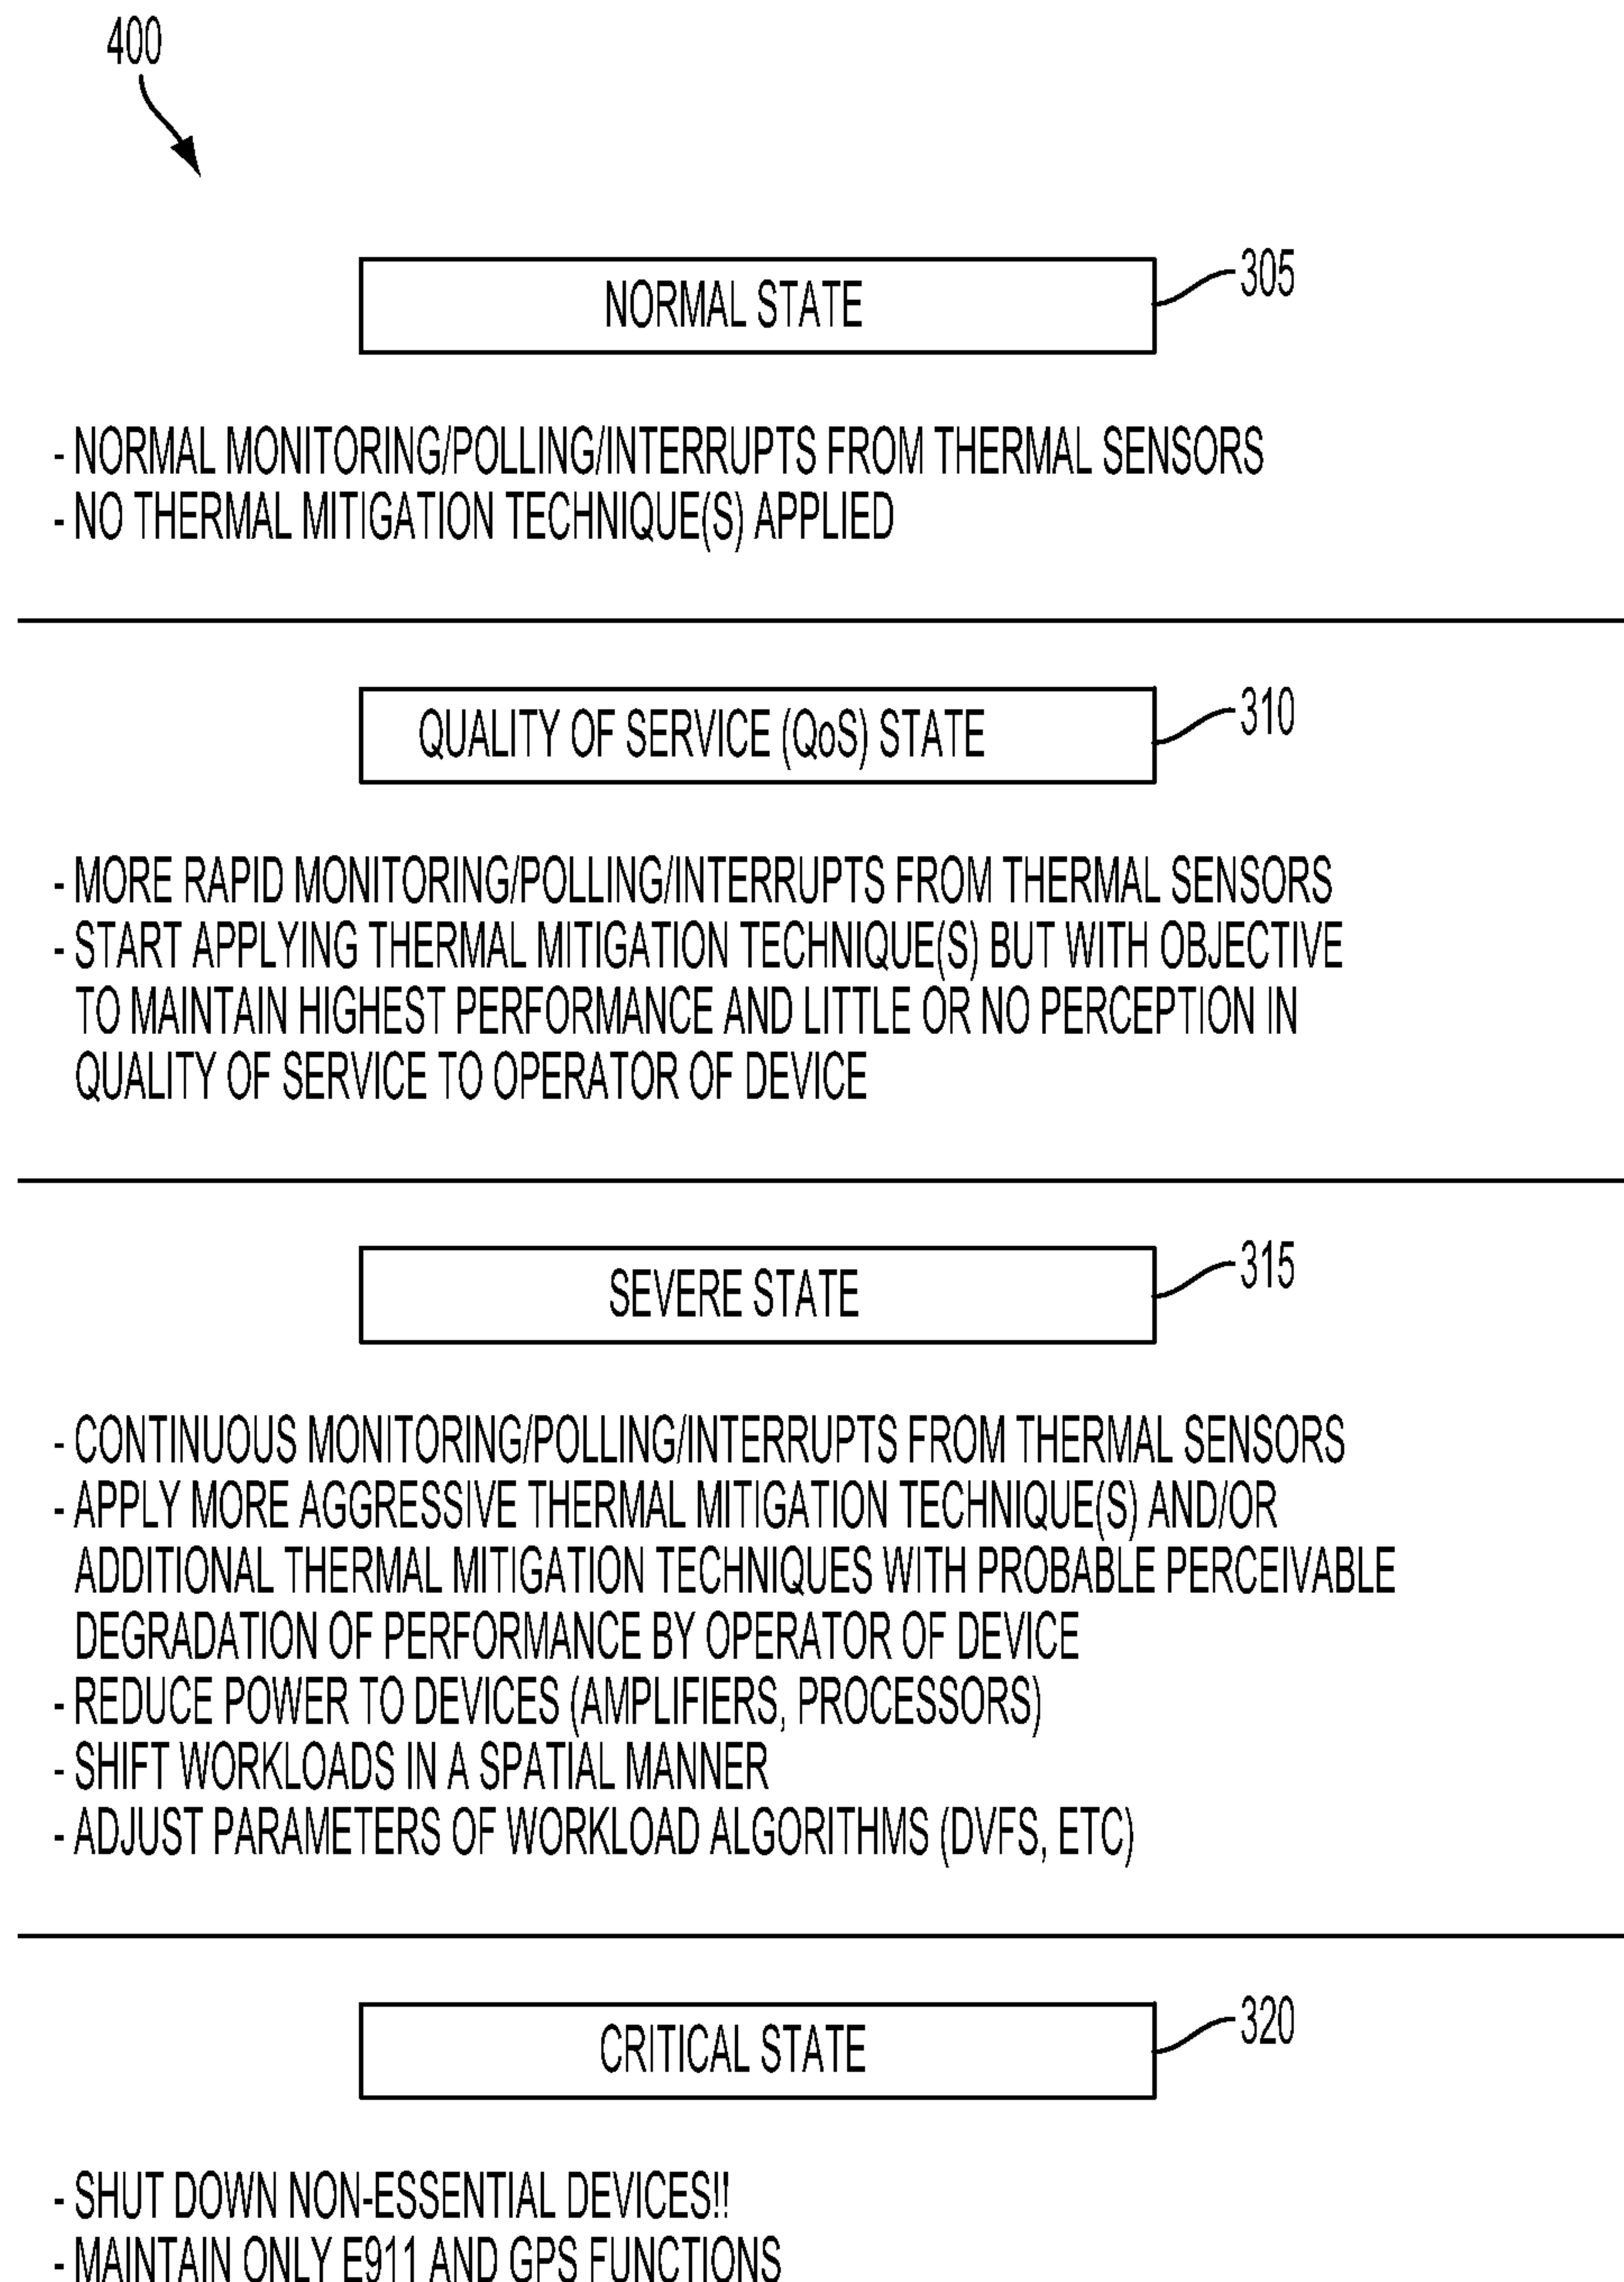 400
NORMAL STATE
305
- NORMAL MONITORING/POLLING/INTERRUPTS FROM THERMAL SENSORS
- NO THERMAL MITIGATION TECHNIQUE(S) APPLIED
QUALITY OF SERVICE (QoS) STATE
310
- MORE RAPID MONITORING/POLLING/INTERRUPTS FROM THERMAL SENSORS
- START APPLYING THERMAL MITIGATION TECHNIQUE(S) BUT WITH OBJECTIVE
TO MAINTAIN HIGHEST PERFORMANCE AND LITTLE OR NO PERCEPTION IN
QUALITY OF SERVICE TO OPERATOR OF DEVICE
SEVERE STATE
315
- CONTINUOUS MONITORING/POLLING/INTERRUPTS FROM THERMAL SENSORS
- APPLY MORE AGGRESSIVE THERMAL MITIGATION TECHNIQUE(S) AND/OR
ADDITIONAL THERMAL MITIGATION TECHNIQUES WITH PROBABLE PERCEIVABLE
DEGRADATION OF PERFORMANCE BY OPERATOR OF DEVICE
- REDUCE POWER TO DEVICES (AMPLIFIERS, PROCESSORS)
- SHIFT WORKLOADS IN A SPATIAL MANNER
- ADJUST PARAMETERS OF WORKLOAD ALGORITHMS (DVFS, ETC)
CRITICAL STATE
320
- SHUT DOWN NON-ESSENTIAL DEVICES!!
- MAINTAIN ONLY E911 AND GPS FUNCTIONS